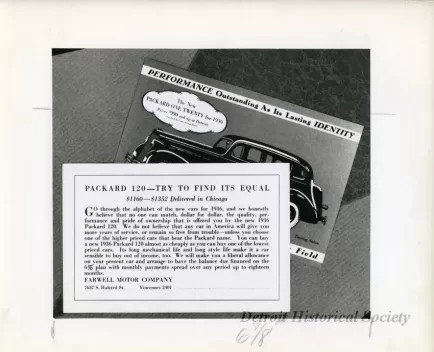 PERFORMANCE Outstanding As Its Lasting IDENTITY
The New
PACKARD ONE TWENTY for 1936
Field
PACKARD 120—TRY TO FIND ITS EQUAL
$1160 — $1352 Delivered in Chicago
GO through the alphabet of the new cars for 1936, and we honestly
believe that no one can match, dollar for dollar, the quality, per-
formance and pride of ownership that is offered you by the new 1936
Packard 120. We do not believe that any car in America will give you
more years of service, or remain so free from trouble—unless you choose
one of the higher priced cars that bear the Packard name. You can buy
a new 1936 Packard 120 almost as cheaply as you can buy one of the lowest
priced cars. Its long mechanical life and long style life make it a car
sensible to buy out of income, too. We will make you a liberal allowance
on your present car and arrange to have the balance due financed on the
6% plan with monthly payments spread over any period up to eighteen
months.
FARWELL MOTOR COMPANY
7632 S. Halsted St. Vincennes 2401
Detroit Historical Society